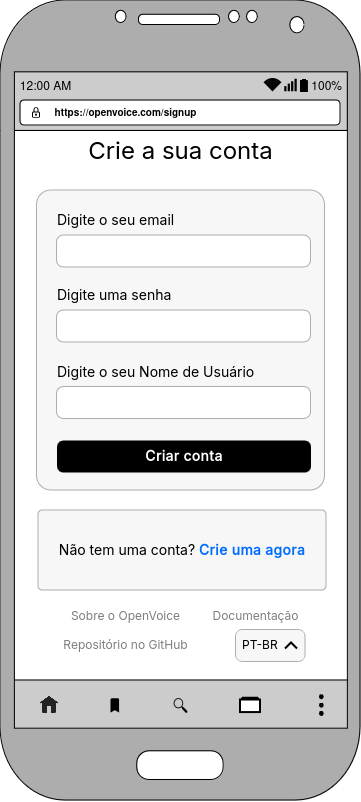 12:00 AM 100%
https://openvoice.com/signup
Crie a sua conta
Digite o seu email
Digite uma senha
Digite o seu Nome de Usuário
Criar conta
Não tem uma conta? Crie uma agora
Sobre o OpenVoice Documentação
Repositório no GitHub PT-BR